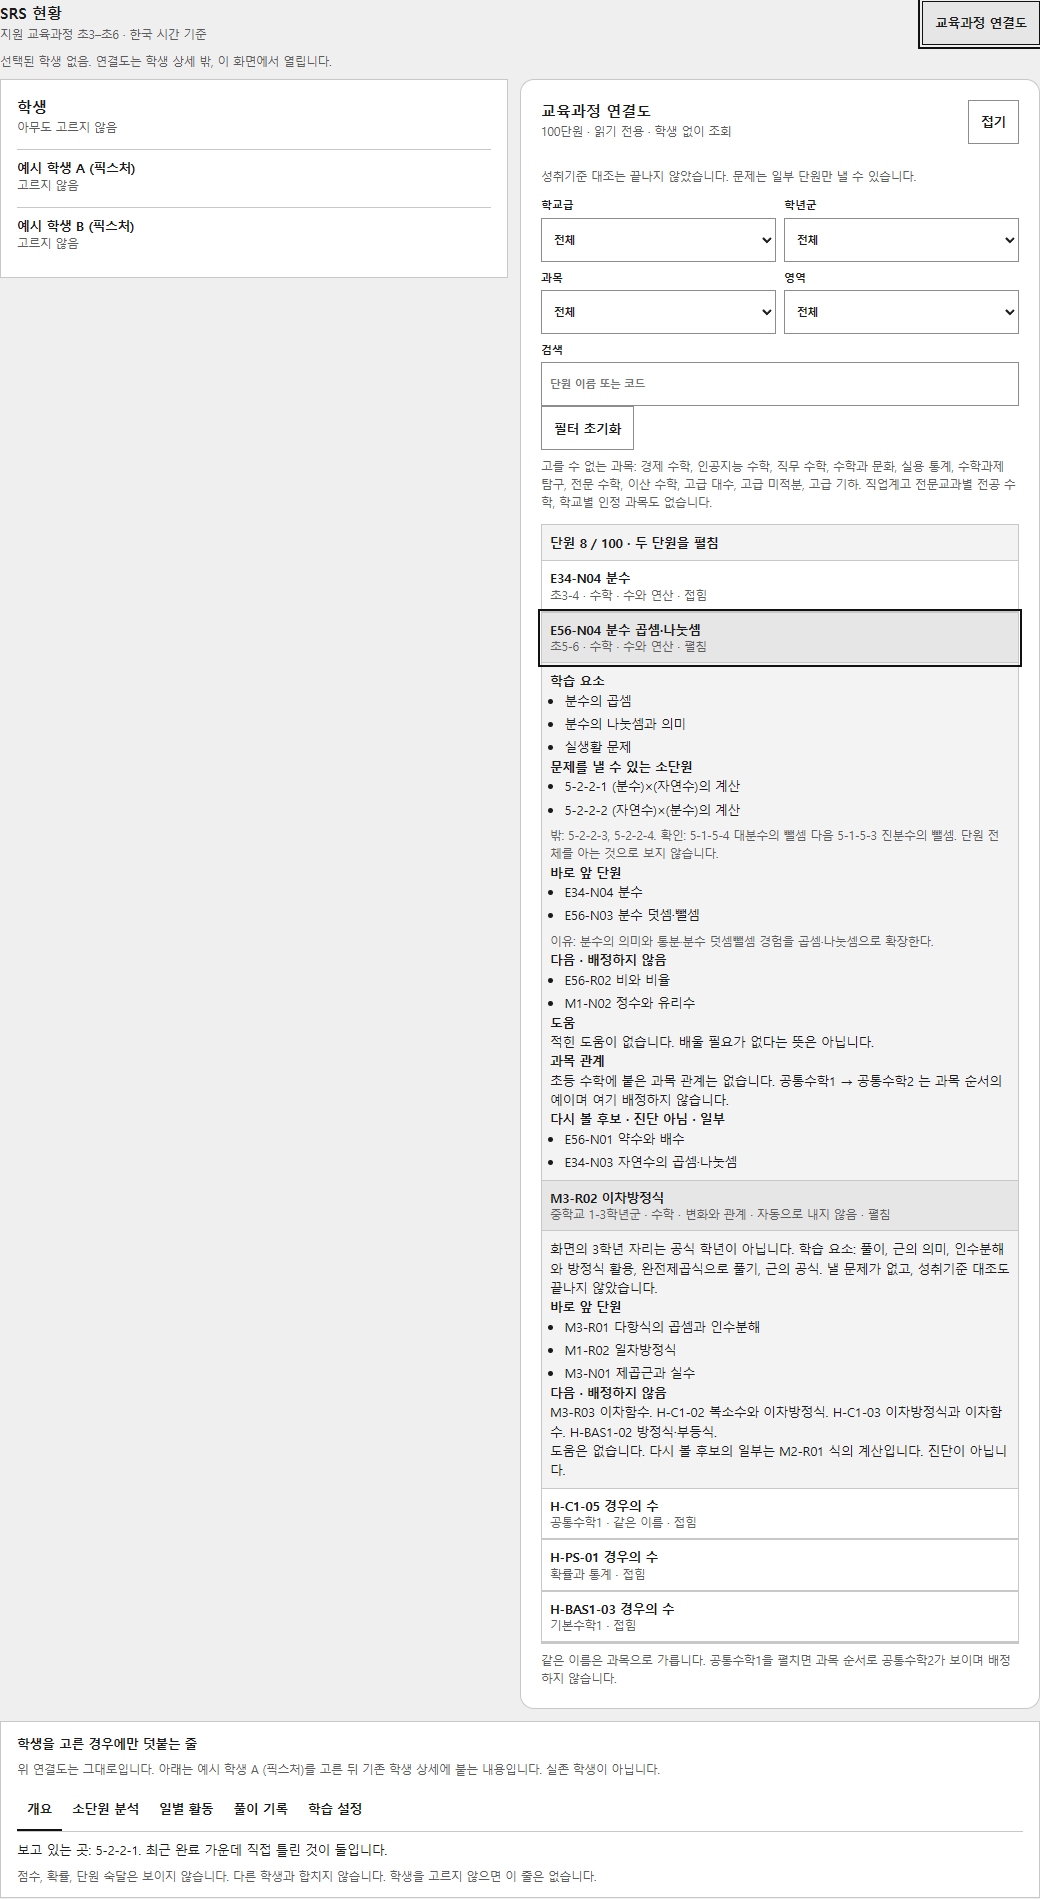 SRS 현황
지원 교육과정 초3–초6 · 한국 시간 기준
교육과정 연결도
선택된 학생 없음. 연결도는 학생 상세 밖, 이 화면에서 열립니다.
학생
아무도 고르지 않음
예시 학생 A (픽스처)
고르지 않음
예시 학생 B (픽스처)
고르지 않음
교육과정 연결도
100단원 · 읽기 전용 · 학생 없이 조회
접기
성취기준 대조는 끝나지 않았습니다. 문제는 일부 단원만 낼 수 있습니다.
학교급
학년군
전체
전체
과목
영역
전체
전체
검색
단원 이름 또는 코드
필터 초기화
고를 수 없는 과목: 경제 수학, 인공지능 수학, 직무 수학, 수학과 문화, 실용 통계, 수학과제
탐구, 전문 수학, 이산 수학, 고급 대수, 고급 미적분, 고급 기하. 직업계고 전문교과별 전공 수
학, 학교별 인정 과목도 없습니다.
단원 8 / 100 · 두 단원을 펼침
E34-N04 분수
초3-4 · 수학 · 수와 연산 · 접힘
E56-N04 분수 곱셈·나눗셈
초5-6 · 수학 · 수와 연산 · 펼침
학습 요소
• 분수의 곱셈
• 분수의 나눗셈과 의미
• 실생활 문제
문제를 낼 수 있는 소단원
• 5-2-2-1 (분수)×(자연수)의 계산
• 5-2-2-2 (자연수)×(분수)의 계산
밖: 5-2-2-3, 5-2-2-4. 확인: 5-1-5-4 대분수의 뺄셈 다음 5-1-5-3 진분수의 뺄셈. 단원 전
체를 아는 것으로 보지 않습니다.
바로 앞 단원
• E34-N04 분수
• E56-N03 분수 덧셈·뺄셈
이유: 분수의 의미와 통분·분수 덧셈뺄셈 경험을 곱셈·나눗셈으로 확장한다.
다음 · 배정하지 않음
• E56-R02 비와 비율
• M1-N02 정수와 유리수
도움
적힌 도움이 없습니다. 배울 필요가 없다는 뜻은 아닙니다.
과목 관계
초등 수학에 붙은 과목 관계는 없습니다. 공통수학1 → 공통수학2 는 과목 순서의
예이며 여기 배정하지 않습니다.
다시 볼 후보 · 진단 아님 · 일부
• E56-N01 약수와 배수
• E34-N03 자연수의 곱셈·나눗셈
M3-R02 이차방정식
중학교 1-3학년군 · 수학 · 변화와 관계 · 자동으로 내지 않음 · 펼침
화면의 3학년 자리는 공식 학년이 아닙니다. 학습 요소: 풀이, 근의 의미, 인수분해
와 방정식 활용, 완전제곱식으로 풀기, 근의 공식. 낼 문제가 없고, 성취기준 대조도
끝나지 않았습니다.
바로 앞 단원
• M3-R01 다항식의 곱셈과 인수분해
• M1-R02 일차방정식
• M3-N01 제곱근과 실수
다음 · 배정하지 않음
M3-R03 이차함수. H-C1-02 복소수와 이차방정식. H-C1-03 이차방정식과 이차함
수. H-BAS1-02 방정식·부등식.
도움은 없습니다. 다시 볼 후보의 일부는 M2-R01 식의 계산입니다. 진단이 아닙니
다.
H-C1-05 경우의 수
공통수학1 · 같은 이름 · 접힘
H-PS-01 경우의 수
확률과 통계 · 접힘
H-BAS1-03 경우의 수
기본수학1 · 접힘
같은 이름은 과목으로 가릅니다. 공통수학1을 펼치면 과목 순서로 공통수학2가 보이며 배정
하지 않습니다.
학생을 고른 경우에만 덧붙는 줄
위 연결도는 그대로입니다. 아래는 예시 학생 A (픽스처)를 고른 뒤 기존 학생 상세에 붙는 내용입니다. 실존 학생이 아닙니다.
개요 소단원 분석 일별 활동 풀이 기록 학습 설정
보고 있는 곳: 5-2-2-1. 최근 완료 가운데 직접 틀린 것이 둘입니다.
점수, 확률, 단원 숙달은 보이지 않습니다. 다른 학생과 합치지 않습니다. 학생을 고르지 않으면 이 줄은 없습니다.